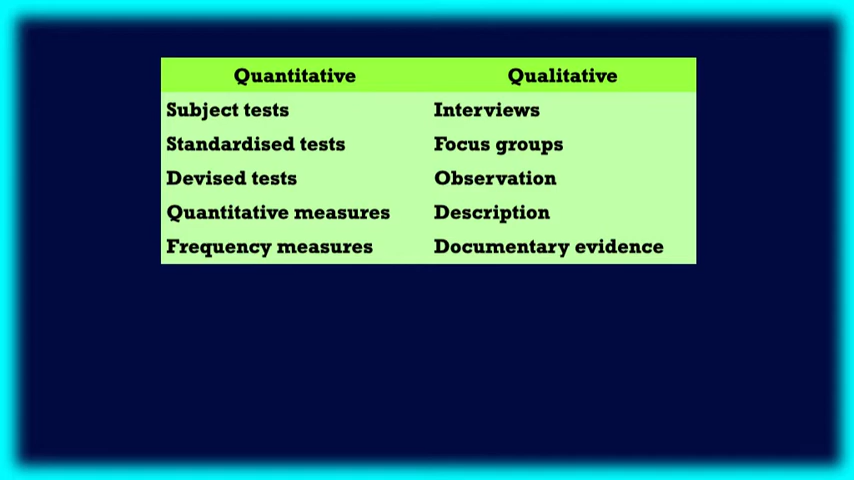 Quantitative Qualitative
Subject tests Interviews
Standardised tests Focus groups
Devised tests Observation
Quantitative measures Description
Frequency measures Documentary evidence